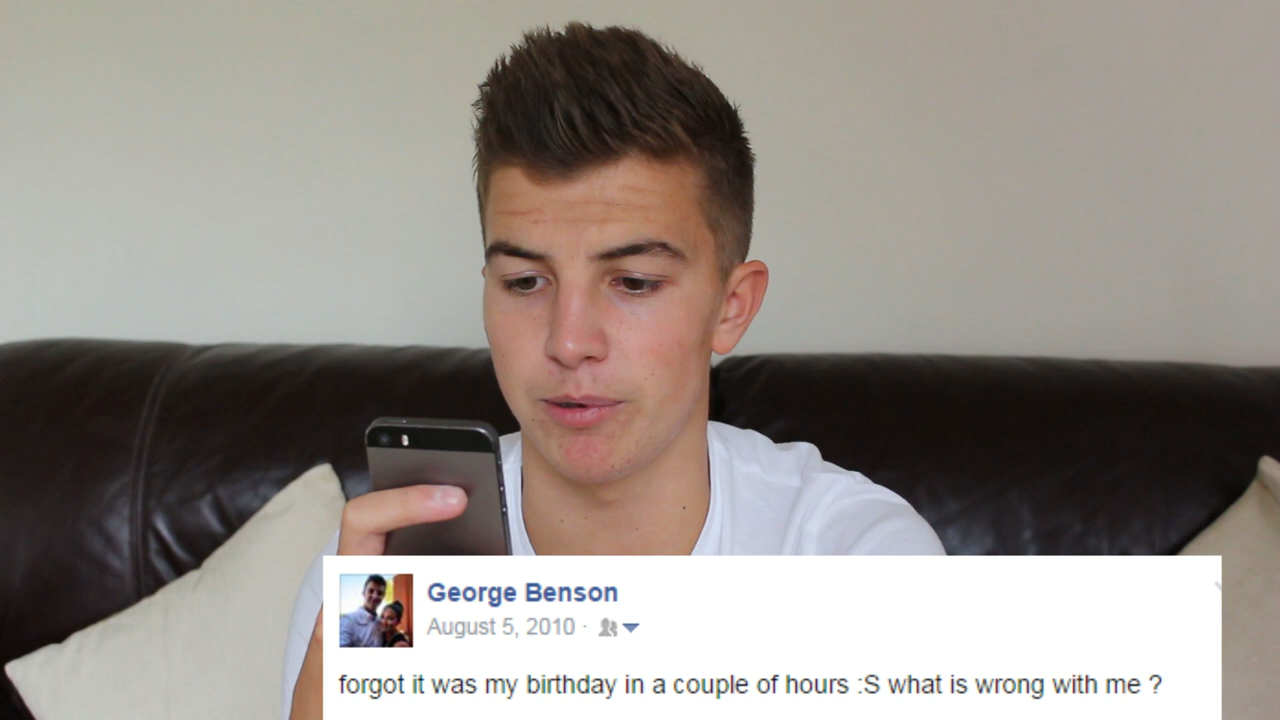 George Benson
August 5, 2010 ·
forgot it was my birthday in a couple of hours :S what is wrong with me ?